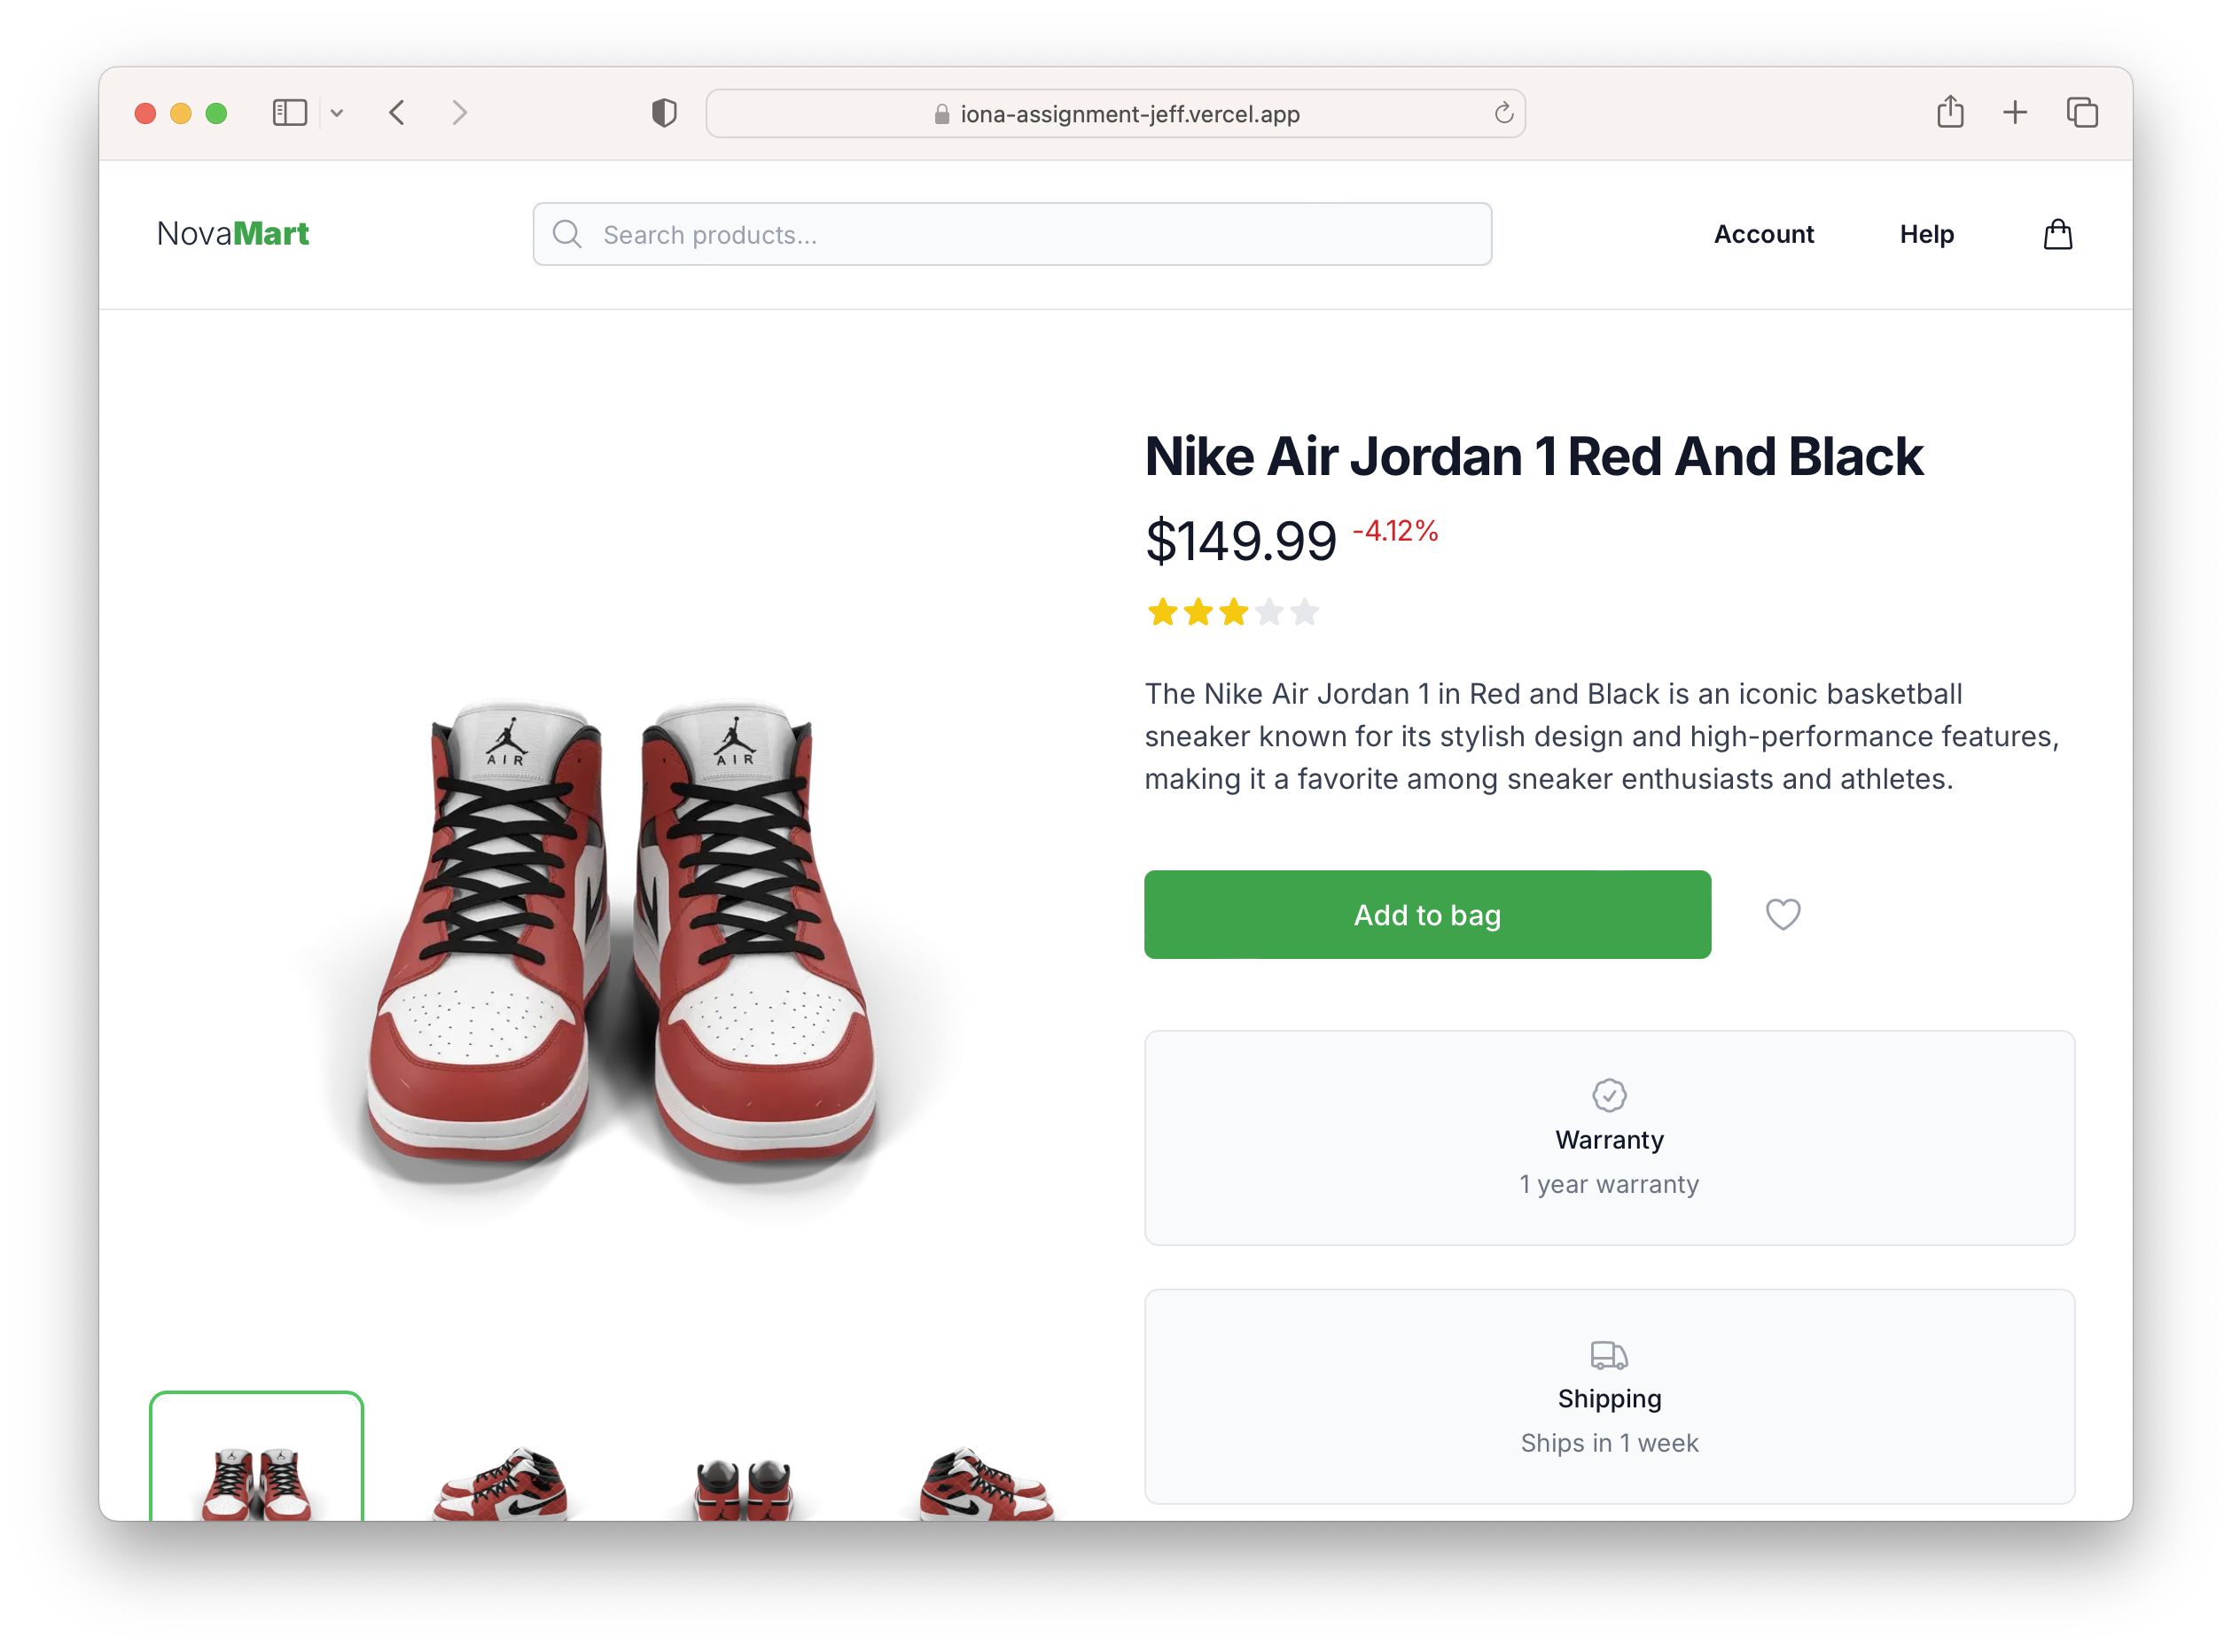 iona-assignment-jeff.vercel.app
NovaMart
Search products...
Account
Help
Nike Air Jordan 1 Red And Black
$149.99 -4.12%
The Nike Air Jordan 1 in Red and Black is an iconic basketball
sneaker known for its stylish design and high-performance features,
making it a favorite among sneaker enthusiasts and athletes.
AIR
AIR
Add to bag
Warranty
1 year warranty
Shipping
Ships in 1 week